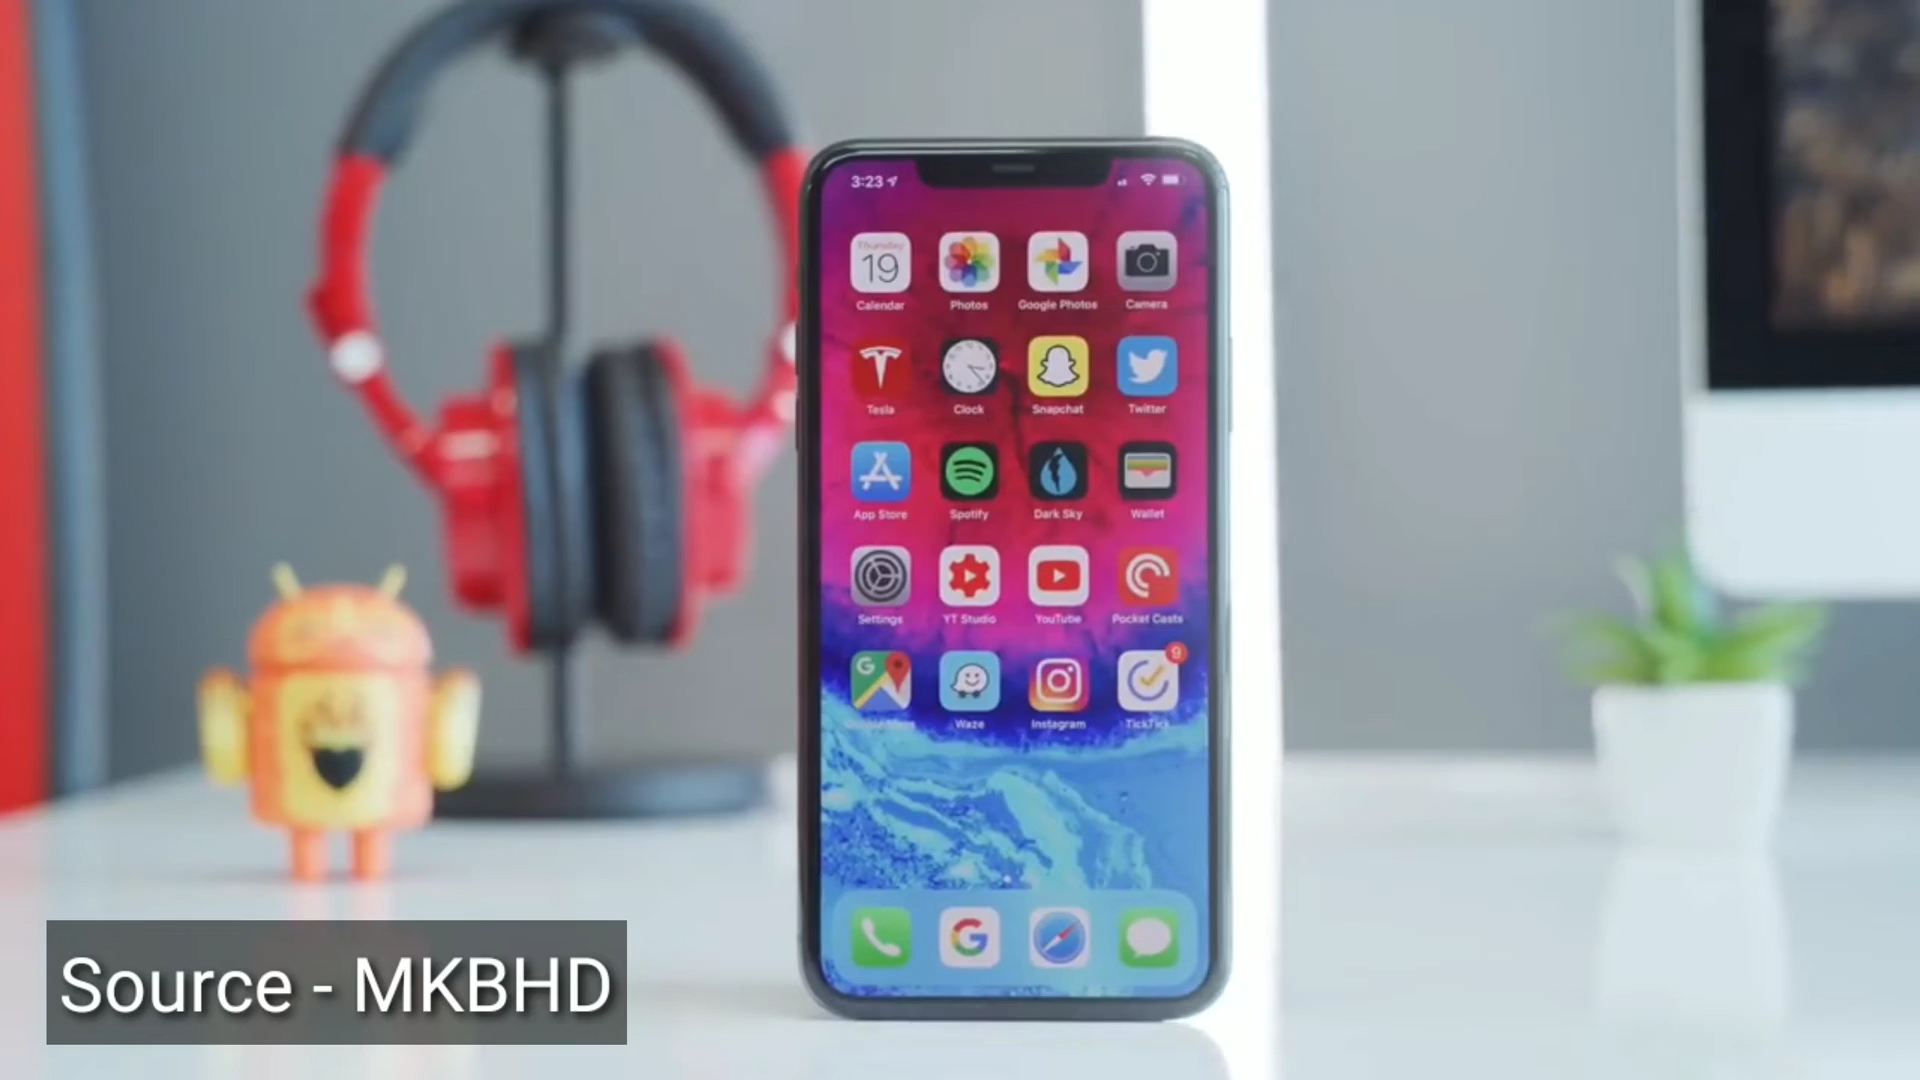 3:23
Thursday
19
Calendar
Photos
Google Photos
Camera
Tesla
Clock
Snapchat
Twitter
App Store
Spotify
Dark Sky
Wallet
Settings
YT Studio
YouTube
Pocket Casts
9
Waze
Instagram
TickTick
Source - MKBHD